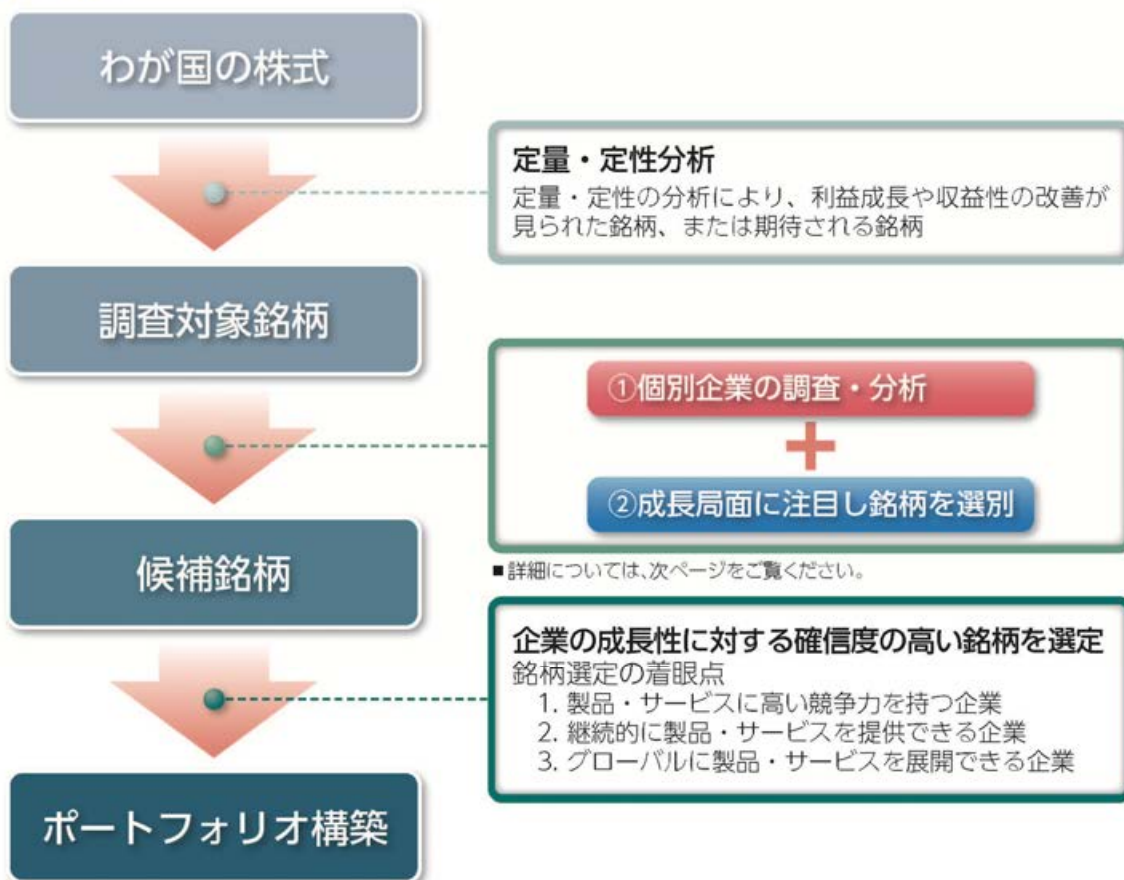 わが国の株式
定量・定性分析
定量・定性の分析により、利益成長や収益性の改善が
見られた銘柄、または期待される銘柄
調査対象銘柄
①個別企業の調査・分析
＋
②成長局面に注目し銘柄を選別
■詳細については、次ページをご覧ください。
候補銘柄
企業の成長性に対する確信度の高い銘柄を選定
銘柄選定の着眼点
1. 製品・サービスに高い競争力を持つ企業
2. 継続的に製品・サービスを提供できる企業
3. グローバルに製品・サービスを展開できる企業
ポートフォリオ構築